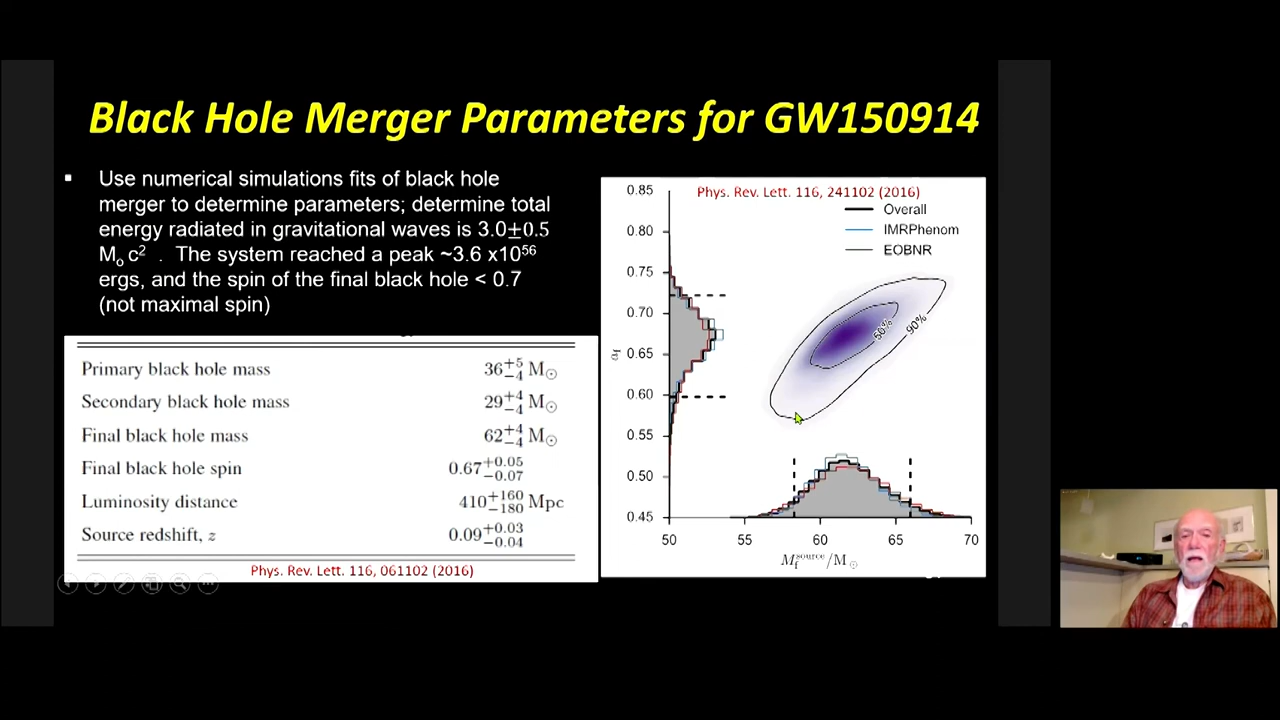 Black Hole Merger Parameters for GW150914
▪ Use numerical simulations fits of black hole
merger to determine parameters; determine total
energy radiated in gravitational waves is 3.0±0.5
M₀ c² . The system reached a peak ~3.6 x10⁵⁶
ergs, and the spin of the final black hole < 0.7
(not maximal spin)
Primary black hole mass 36+5−4 M⊙
Secondary black hole mass 29+4−4 M⊙
Final black hole mass 62+4−4 M⊙
Final black hole spin 0.67+0.05−0.07
Luminosity distance 410+160−180 Mpc
Source redshift, z 0.09+0.03−0.04
Phys. Rev. Lett. 116, 061102 (2016)
Phys. Rev. Lett. 116, 241102 (2016)
Overall
IMRPhenom
EOBNR
0.85
0.80
0.75
0.70
0.65
0.60
0.55
0.50
0.45
af
50%
90%
50 55 60 65 70
Mf source/M⊙